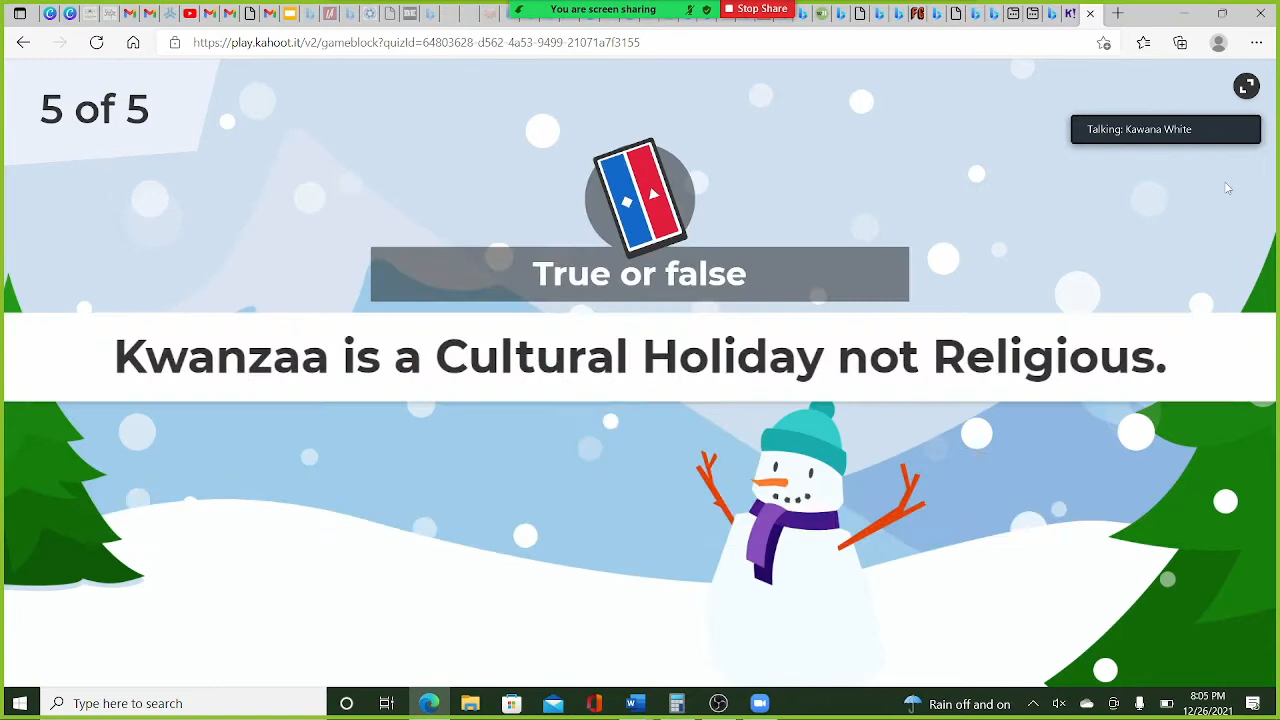 You are screen sharing
Stop Share
https://play.kahoot.it/v2/gameblock?quizId=64803628-d562-4a53-9499-21071a7f3155
5 of 5
Talking: Kawana White
True or false
Kwanzaa is a Cultural Holiday not Religious.
Type here to search
Rain off and on
8:05 PM
12/26/2021